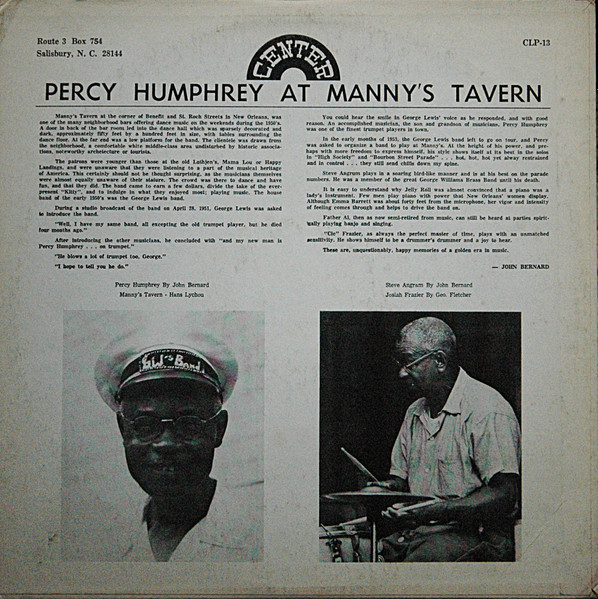 Route 3 Box 754
Salisbury, N. C. 28144
CENTER
CLP-13
PERCY HUMPHREY AT MANNY'S TAVERN
Manny's Tavern at the corner of Benefit and St. Roch Streets in New Orleans, was
one of the many neighborhood bars offering dance music on the weekends during the 1950's.
A door in back of the bar room led into the dance hall which was sparsely decorated and
dark, approximately fifty feet by a hundred feet in size, with tables surrounding the
dance floor. At the far end was a low platform for the band. The clientele was drawn from
the neighborhood, a comfortable white middle-class area undisturbed by historic associa-
tions, noteworthy archetecture or tourists.
The patrons were younger than those at the old Luthjen's, Mama Lou or Happy
Landings, and were unaware that they were listening to a part of the musical heritage
of America. This certainly should not be thought surprising, as the musicians themselves
were almost equally unaware of their stature. The crowd was there to dance and have
fun, and that they did. The band came to earn a few dollars, divide the take of the ever-
present "Kitty", and to indulge in what they enjoyed most; playing music. The house
band of the early 1950's was the George Lewis band.
During a studio broadcast of the band on April 28, 1951, George Lewis was asked
to introduce the band.
"Well, I have my same band, all excepting the old trumpet player, but he died
four months ago."
After introducing the other musicians, he concluded with "and my new man is
Percy Humphrey . . . on trumpet."
"He blows a lot of trumpet too, George."
"I hope to tell you he do."
You could hear the smile in George Lewis' voice as he responded, and with good
reason. An accomplished musician, the son and grandson of musicians, Percy Humphrey
was one of the finest trumpet players in town.
In the early months of 1953, the George Lewis band left to go on tour, and Percy
was asked to organize a band to play at Manny's. At the height of his power, and per-
haps with more freedom to express himself, his style shows itself at its best in the solos
in "High Society" and "Bourbon Street Parade" . . . hot, hot, hot yet alway restrained
and in control . . . they still send chills down my spine.
Steve Angrum plays in a soaring bird-like manner and is at his best on the parade
numbers. He was a member of the great George Williams Brass Band until his death.
It is easy to understand why Jelly Roll was almost convinced that a piano was a
lady's instrument. Few men play piano with the power that New Orleans' women display.
Although Emma Barrett was about forty feet from the microphone, her vigor and intensity
of feeling comes through and helps to drive the band on.
Father Al, then as now semi-retired from music, can still be heard at parties spirit-
ually playing banjo and singing.
"Cie" Frazier, as always the perfect master of time, plays with an unmatched
sensitivity. He shows himself to be a drummer's drummer and a joy to hear.
These are, unquestionably, happy memories of a golden era in music.
— JOHN BERNARD
Percy Humphrey By John Bernard
Manny's Tavern - Hans Lychou
Steve Angram By John Bernard
Josiah Frazier By Geo. Fletcher
Band